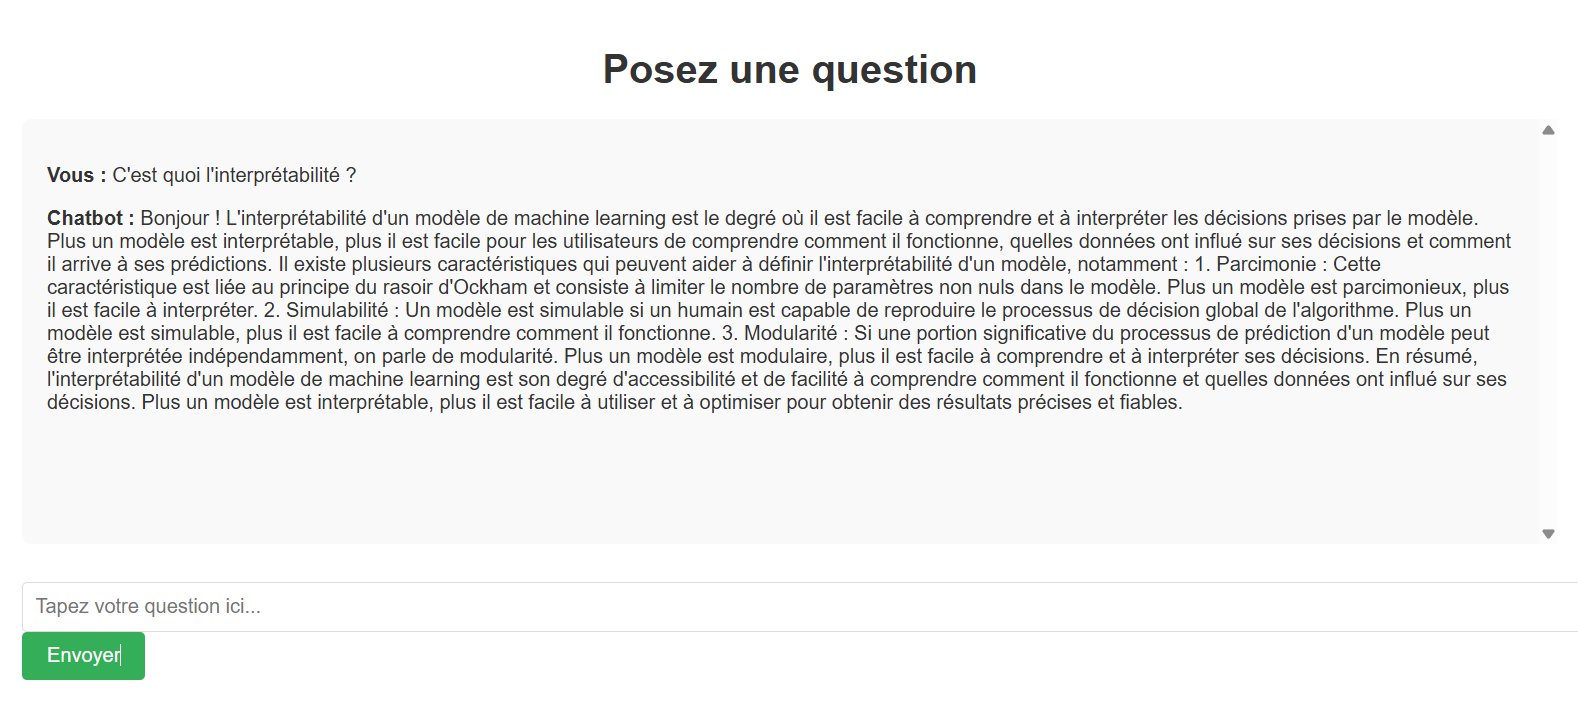 Posez une question
Vous : C'est quoi l'interprétabilité ?
Chatbot : Bonjour ! L'interprétabilité d'un modèle de machine learning est le degré où il est facile à comprendre et à interpréter les décisions prises par le modèle.
Plus un modèle est interprétable, plus il est facile pour les utilisateurs de comprendre comment il fonctionne, quelles données ont influé sur ses décisions et comment
il arrive à ses prédictions. Il existe plusieurs caractéristiques qui peuvent aider à définir l'interprétabilité d'un modèle, notamment : 1. Parcimonie : Cette
caractéristique est liée au principe du rasoir d'Ockham et consiste à limiter le nombre de paramètres non nuls dans le modèle. Plus un modèle est parcimonieux, plus
il est facile à interpréter. 2. Simulabilité : Un modèle est simulable si un humain est capable de reproduire le processus de décision global de l'algorithme. Plus un
modèle est simulable, plus il est facile à comprendre comment il fonctionne. 3. Modularité : Si une portion significative du processus de prédiction d'un modèle peut
être interprétée indépendamment, on parle de modularité. Plus un modèle est modulaire, plus il est facile à comprendre et à interpréter ses décisions. En résumé,
l'interprétabilité d'un modèle de machine learning est son degré d'accessibilité et de facilité à comprendre comment il fonctionne et quelles données ont influé sur ses
décisions. Plus un modèle est interprétable, plus il est facile à utiliser et à optimiser pour obtenir des résultats précises et fiables.
Tapez votre question ici...
Envoyer